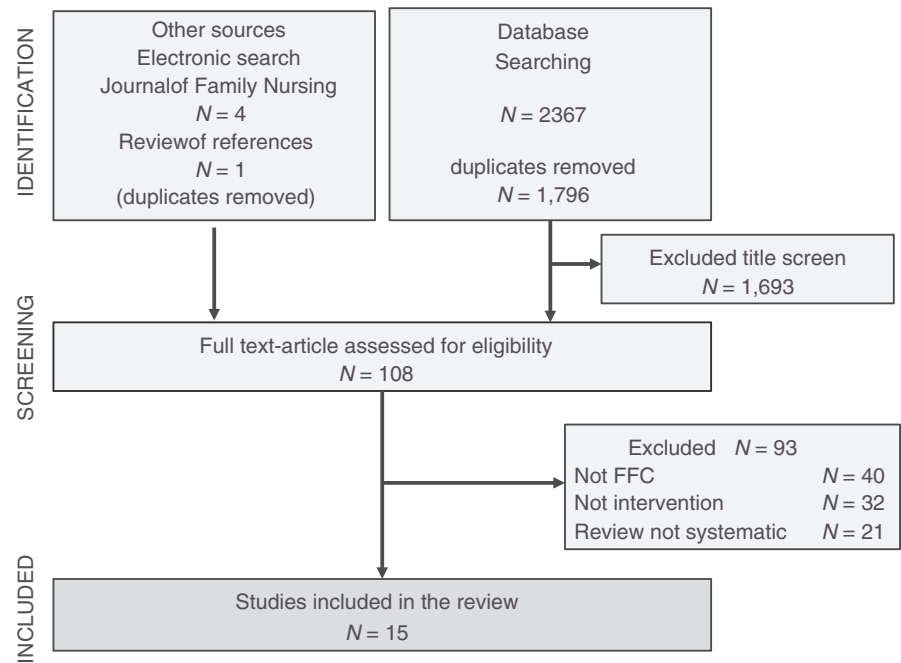 IDENTIFICATION
Other sources
Electronic search
Journalof Family Nursing
N = 4
Reviewof references
N = 1
(duplicates removed)
Database
Searching
N = 2367
duplicates removed
N = 1,796
Excluded title screen
N = 1,693
SCREENING
Full text-article assessed for eligibility
N = 108
Excluded N = 93
Not FFC N = 40
Not intervention N = 32
Review not systematic N = 21
INCLUDED
Studies included in the review
N = 15